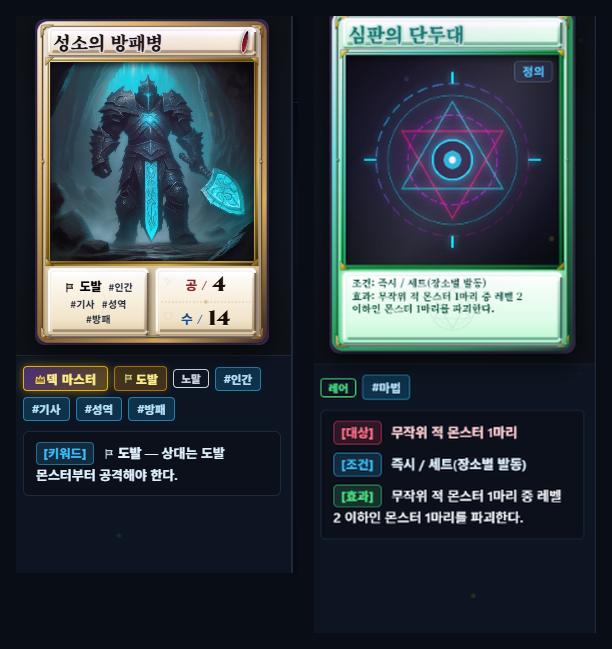 성소의 방패병
도발 #인간
#기사 #성역
#방패
공 / 4
수 / 14
덱 마스터 도발 노말 #인간
#기사 #성역 #방패
[키워드] 도발 — 상대는 도발
몬스터부터 공격해야 한다.
심판의 단두대
정의
조건: 즉시 / 세트(장소별 발동)
효과: 무작위 적 몬스터 1마리 중 레벨 2
이하인 몬스터 1마리를 파괴한다.
레어 #마법
[대상] 무작위 적 몬스터 1마리
[조건] 즉시 / 세트(장소별 발동)
[효과] 무작위 적 몬스터 1마리 중 레벨
2 이하인 몬스터 1마리를 파괴한다.